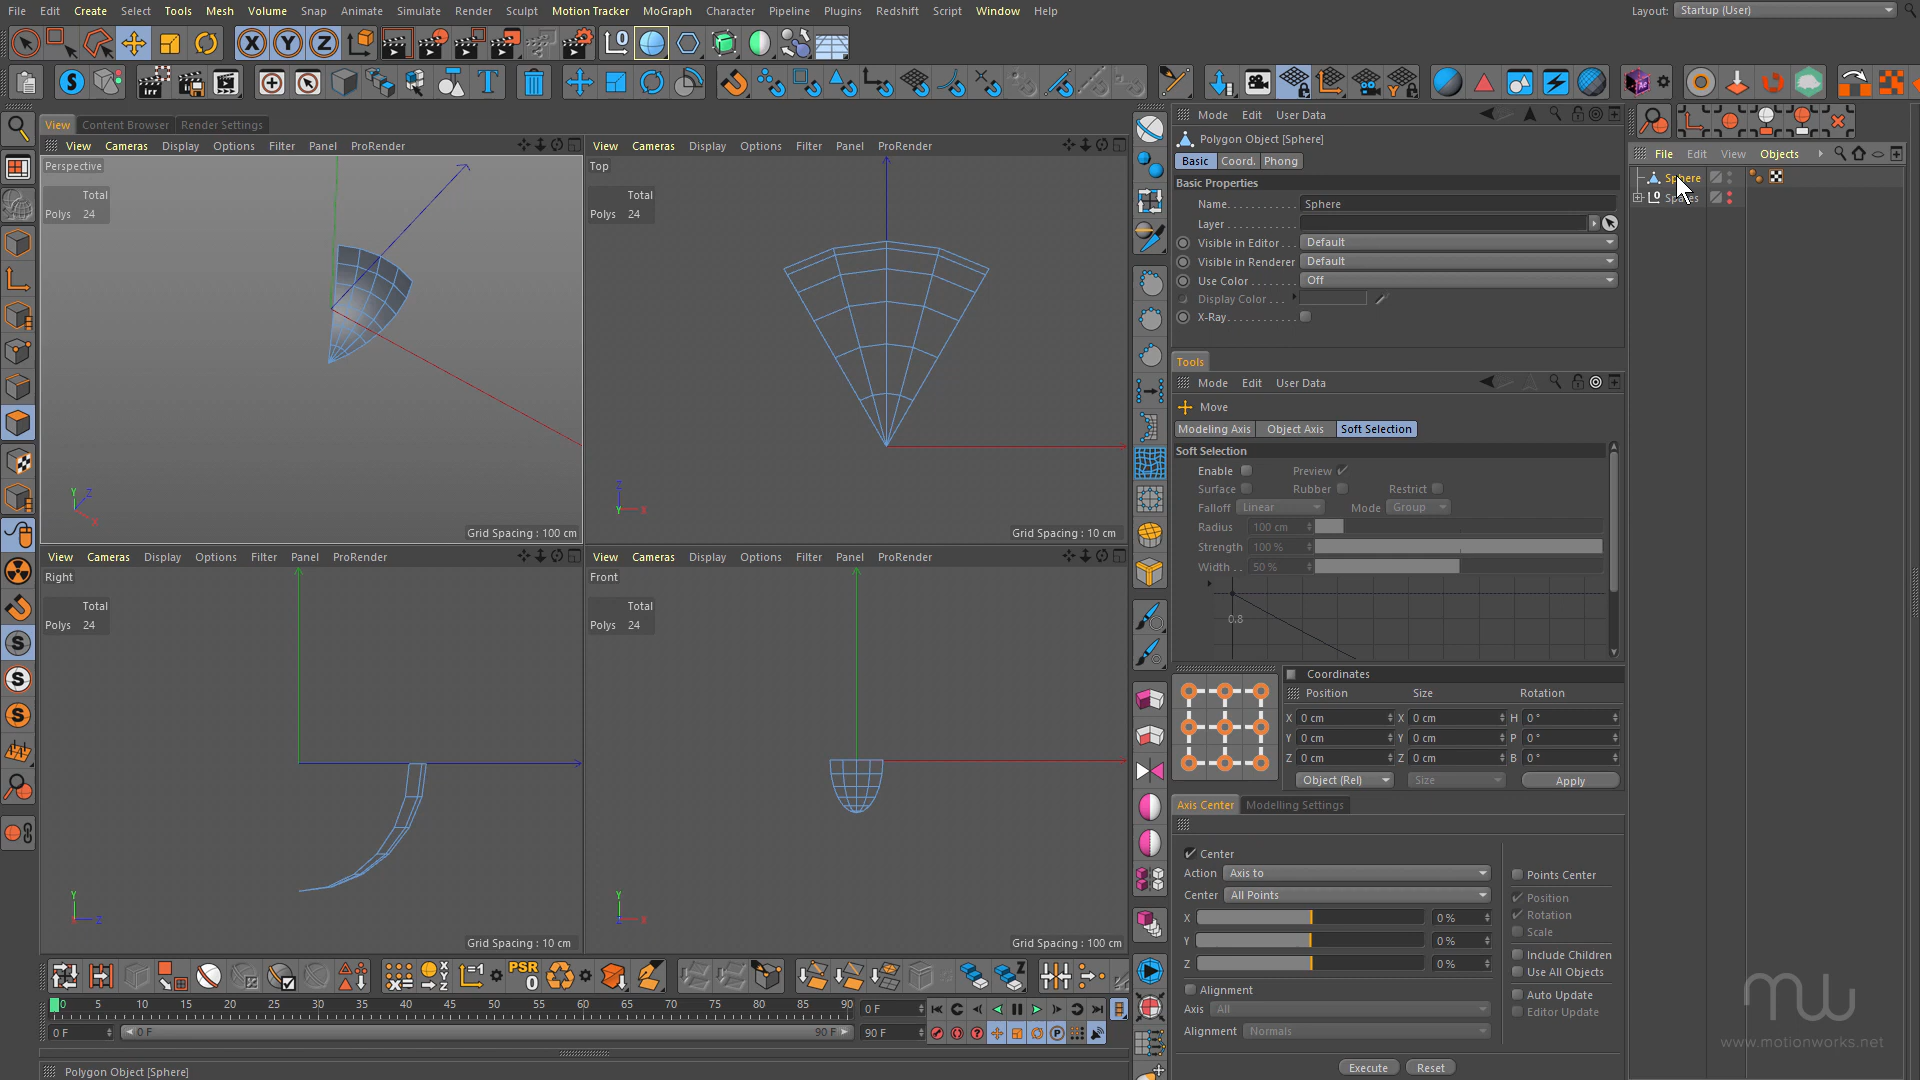 File Edit Create Select Tools Mesh Volume Snap Animate Simulate Render Sculpt Motion Tracker MoGraph Character Pipeline Plugins Redshift Script Window Help Layout: Startup (User)
View Content Browser Render Settings
View Cameras Display Options Filter Panel ProRender
Perspective
Total
Polys 24
Grid Spacing : 100 cm
View Cameras Display Options Filter Panel ProRender
Top
Total
Polys 24
Grid Spacing : 10 cm
View Cameras Display Options Filter Panel ProRender
Right
Total
Polys 24
Grid Spacing : 10 cm
View Cameras Display Options Filter Panel ProRender
Front
Total
Polys 24
Grid Spacing : 100 cm
Mode Edit User Data
Polygon Object [Sphere]
Basic Coord. Phong
Basic Properties
Name Sphere
Layer
Visible in Editor Default
Visible in Renderer Default
Use Color Off
Display Color
X-Ray
Tools
Mode Edit User Data
Move
Modeling Axis Object Axis Soft Selection
Soft Selection
Enable Preview
Surface Rubber Restrict
Falloff Linear Mode Group
Radius 100 cm
Strength 100 %
Width 50 %
0.8
Coordinates
Position Size Rotation
X 0 cm X 0 cm H 0 °
Y 0 cm Y 0 cm P 0 °
Z 0 cm Z 0 cm B 0 °
Object (Rel) Size Apply
Axis Center Modelling Settings
Center
Action Axis to
Center All Points
X 0 %
Y 0 %
Z 0 %
Alignment
Axis All
Alignment Normals
Points Center
Position
Rotation
Scale
Include Children
Use All Objects
Auto Update
Editor Update
Execute Reset
File Edit View Objects
Sphere
PSR
0
0 5 10 15 20 25 30 35 40 45 50 55 60 65 70 75 80 85 90 0 F
0 F 0 F 90 F 90 F
Polygon Object [Sphere]
mw
www.motionworks.net